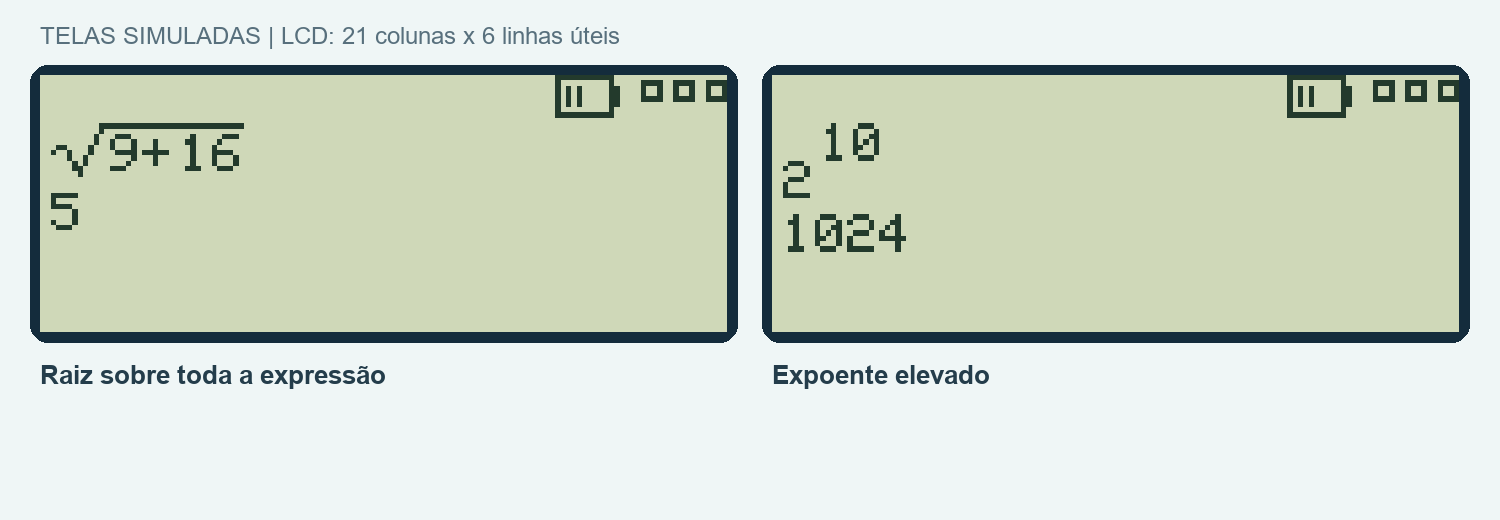 TELAS SIMULADAS | LCD: 21 colunas x 6 linhas úteis
√9+16
5
10
2
1024
Raiz sobre toda a expressão
Expoente elevado